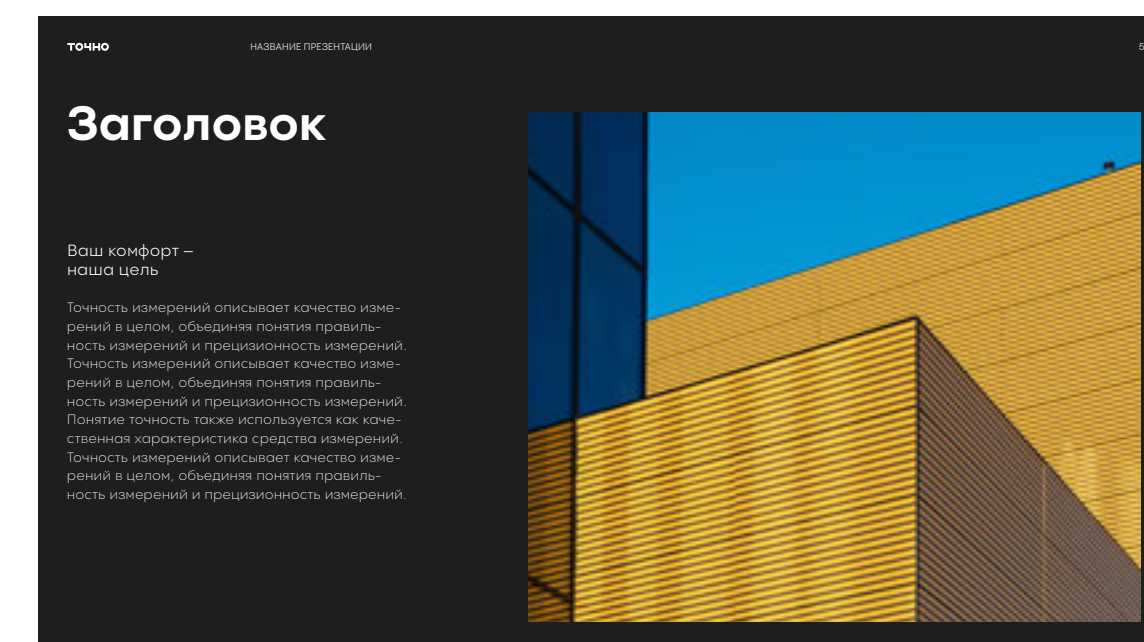 точно
НАЗВАНИЕ ПРЕЗЕНТАЦИИ
5
Заголовок
Ваш комфорт –
наша цель
Точность измерений описывает качество изме-
рений в целом, объединяя понятия правиль-
ность измерений и прецизионность измерений.
Точность измерений описывает качество изме-
рений в целом, объединяя понятия правиль-
ность измерений и прецизионность измерений.
Понятие точность также используется как каче-
ственная характеристика средства измерений.
Точность измерений описывает качество изме-
рений в целом, объединяя понятия правиль-
ность измерений и прецизионность измерений.